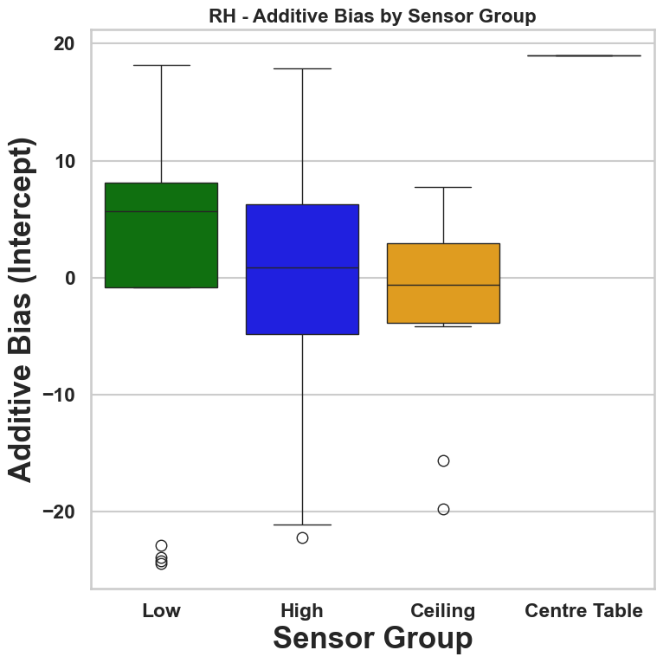 RH - Additive Bias by Sensor Group
Additive Bias (Intercept)
20
10
0
−10
−20
Low High Ceiling Centre Table
Sensor Group